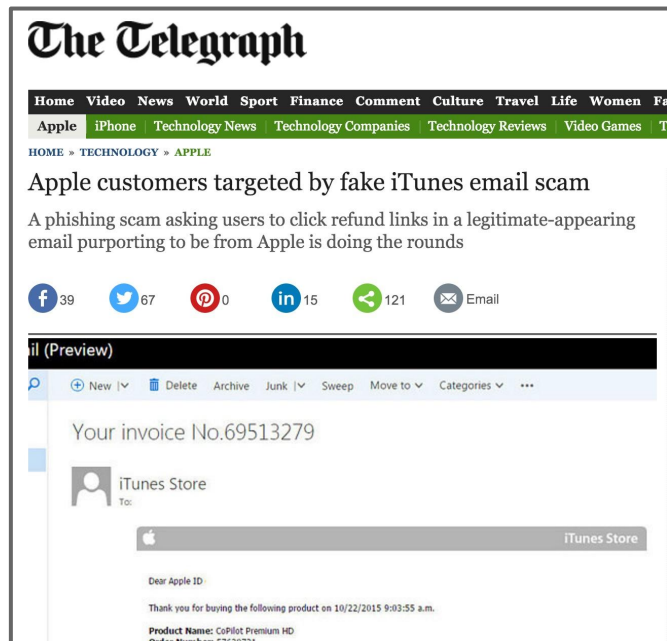 The Telegraph
Home Video News World Sport Finance Comment Culture Travel Life Women
Apple iPhone Technology News Technology Companies Technology Reviews Video Games
HOME » TECHNOLOGY » APPLE
Apple customers targeted by fake iTunes email scam
A phishing scam asking users to click refund links in a legitimate-appearing
email purporting to be from Apple is doing the rounds
39 67 0 in 15 121 Email
il (Preview)
New Delete Archive Junk Sweep Move to Categories
Your invoice No.69513279
iTunes Store
To:
iTunes Store
Dear Apple ID
Thank you for buying the following product on 10/22/2015 9:03:55 a.m.
Product Name: CoPilot Premium HD